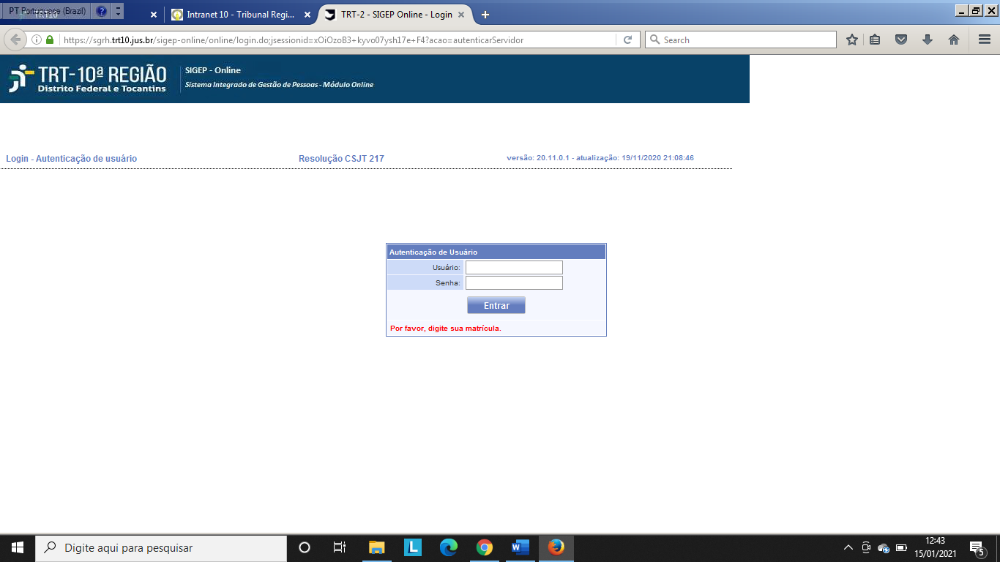 PT Portuguese (Brazil)
TRT10
Intranet 10 - Tribunal Regi...
TRT-2 - SIGEP Online - Login
https://sgrh.trt10.jus.br/sigep-online/online/login.do;jsessionid=xOiOzoB3+kyvo07ysh17e+F4?acao=autenticarServidor
Search
TRT-10ª REGIÃO
Distrito Federal e Tocantins
SIGEP - Online
Sistema Integrado de Gestão de Pessoas - Módulo Online
Login - Autenticação de usuário
Resolução CSJT 217
versão: 20.11.0.1 - atualização: 19/11/2020 21:08:46
Autenticação de Usuário
Usuário:
Senha:
Entrar
Por favor, digite sua matrícula.
Digite aqui para pesquisar
L
W
12:43
15/01/2021
5